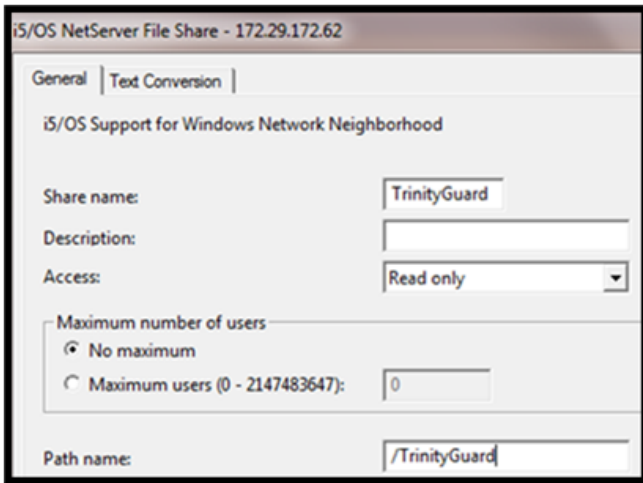 i5/OS NetServer File Share - 172.29.172.62
General Text Conversion
i5/OS Support for Windows Network Neighborhood
Share name: TrinityGuard
Description:
Access: Read only
Maximum number of users
No maximum
Maximum users (0 - 2147483647): 0
Path name: /TrinityGuard